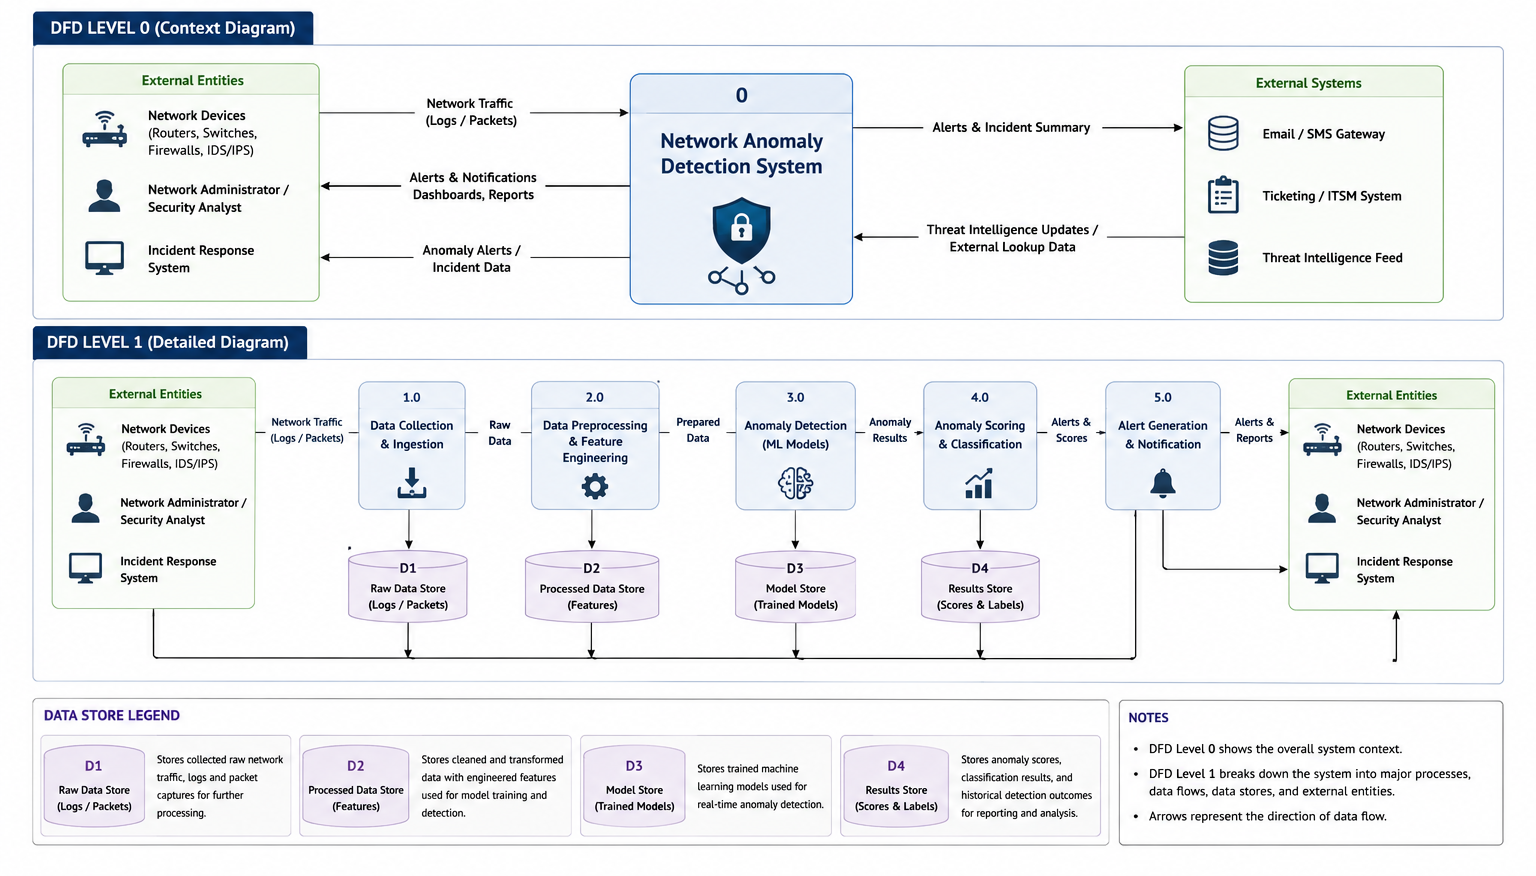 DFD LEVEL 0 (Context Diagram)
External Entities
Network Devices
(Routers, Switches,
Firewalls, IDS/IPS)
Network Administrator /
Security Analyst
Incident Response
System
Network Traffic
(Logs / Packets)
Alerts & Notifications
Dashboards, Reports
Anomaly Alerts /
Incident Data
0
Network Anomaly
Detection System
Alerts & Incident Summary
Threat Intelligence Updates /
External Lookup Data
External Systems
Email / SMS Gateway
Ticketing / ITSM System
Threat Intelligence Feed
DFD LEVEL 1 (Detailed Diagram)
External Entities
Network Devices
(Routers, Switches,
Firewalls, IDS/IPS)
Network Administrator /
Security Analyst
Incident Response
System
Network Traffic
(Logs / Packets)
1.0
Data Collection
& Ingestion
Raw
Data
2.0
Data Preprocessing
& Feature
Engineering
Prepared
Data
3.0
Anomaly Detection
(ML Models)
Anomaly
Results
4.0
Anomaly Scoring
& Classification
Alerts &
Scores
5.0
Alert Generation
& Notification
Alerts &
Reports
External Entities
Network Devices
(Routers, Switches,
Firewalls, IDS/IPS)
Network Administrator /
Security Analyst
Incident Response
System
D1
Raw Data Store
(Logs / Packets)
D2
Processed Data Store
(Features)
D3
Model Store
(Trained Models)
D4
Results Store
(Scores & Labels)
DATA STORE LEGEND
D1
Raw Data Store
(Logs / Packets)
Stores collected raw network
traffic, logs and packet
captures for further
processing.
D2
Processed Data Store
(Features)
Stores cleaned and transformed
data with engineered features
used for model training and
detection.
D3
Model Store
(Trained Models)
Stores trained machine
learning models used for
real-time anomaly detection.
D4
Results Store
(Scores & Labels)
Stores anomaly scores,
classification results, and
historical detection outcomes
for reporting and analysis.
NOTES
• DFD Level 0 shows the overall system context.
• DFD Level 1 breaks down the system into major processes,
data flows, data stores, and external entities.
• Arrows represent the direction of data flow.